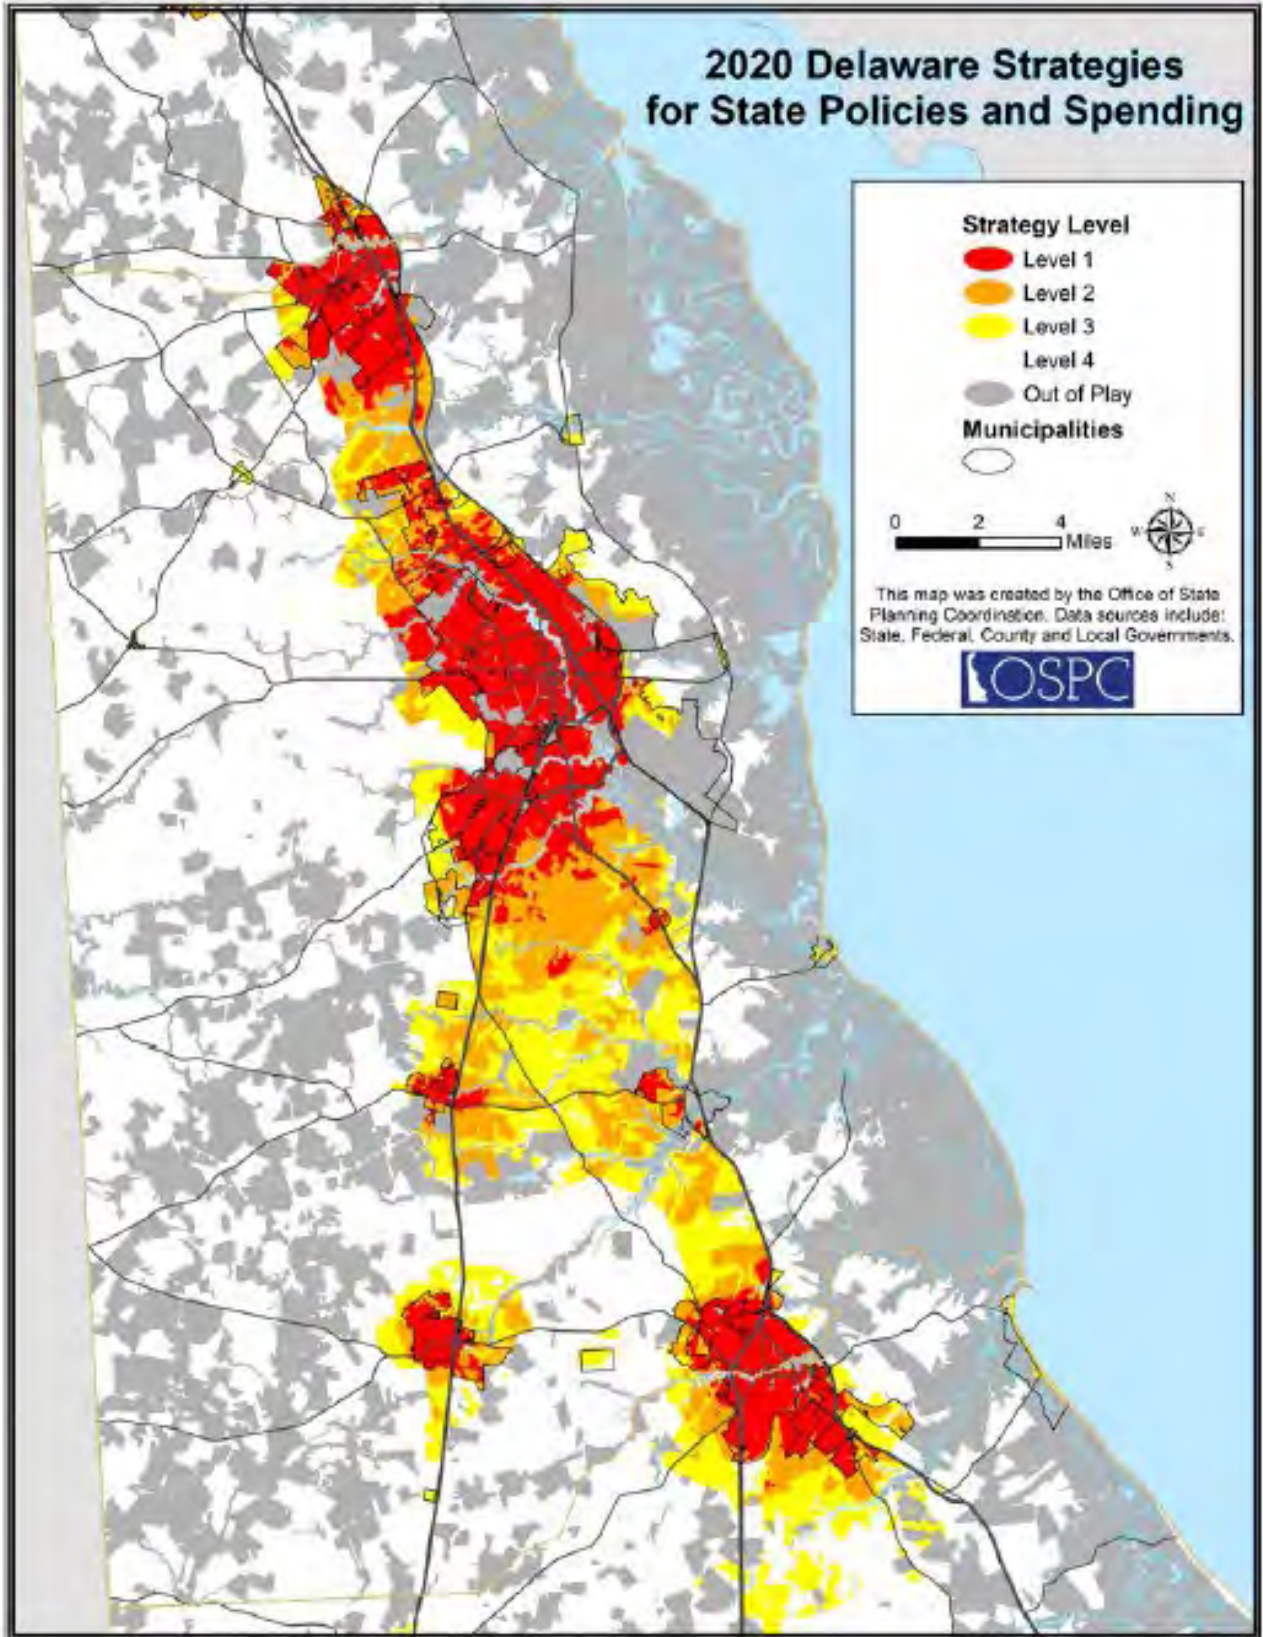 2020 Delaware Strategies
for State Policies and Spending
Strategy Level
Level 1
Level 2
Level 3
Level 4
Out of Play
Municipalities
0 2 4
Miles
N
W E
S
This map was created by the Office of State
Planning Coordination. Data sources include:
State, Federal, County and Local Governments.
OSPC